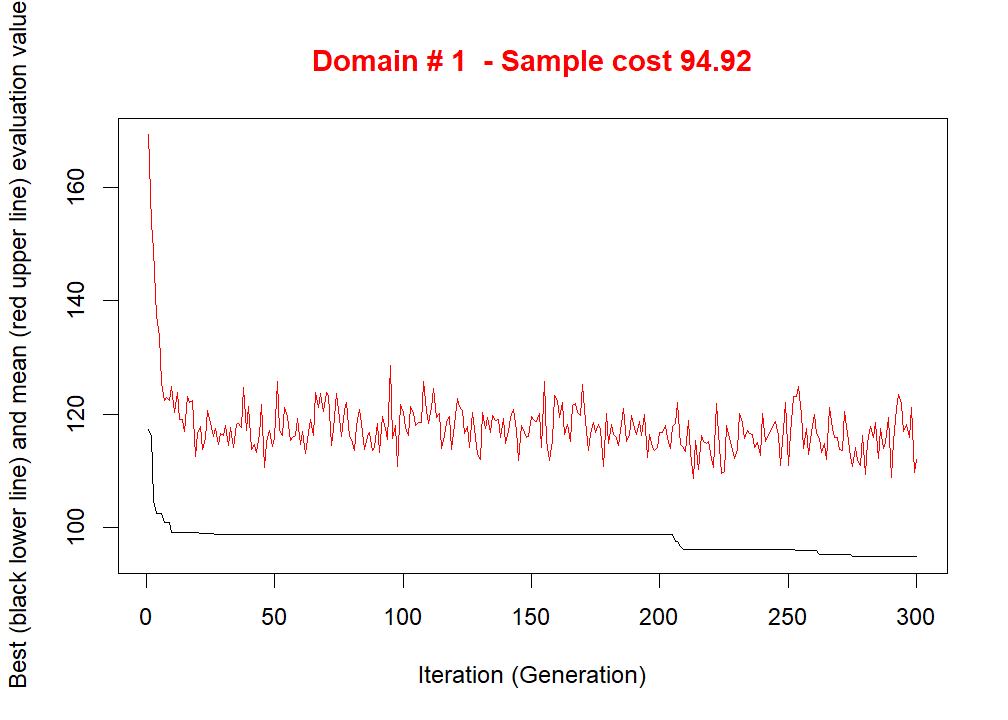 Domain # 1  - Sample cost 94.92
Best (black lower line) and mean (red upper line) evaluation value
160
140
120
100
0 50 100 150 200 250 300
Iteration (Generation)